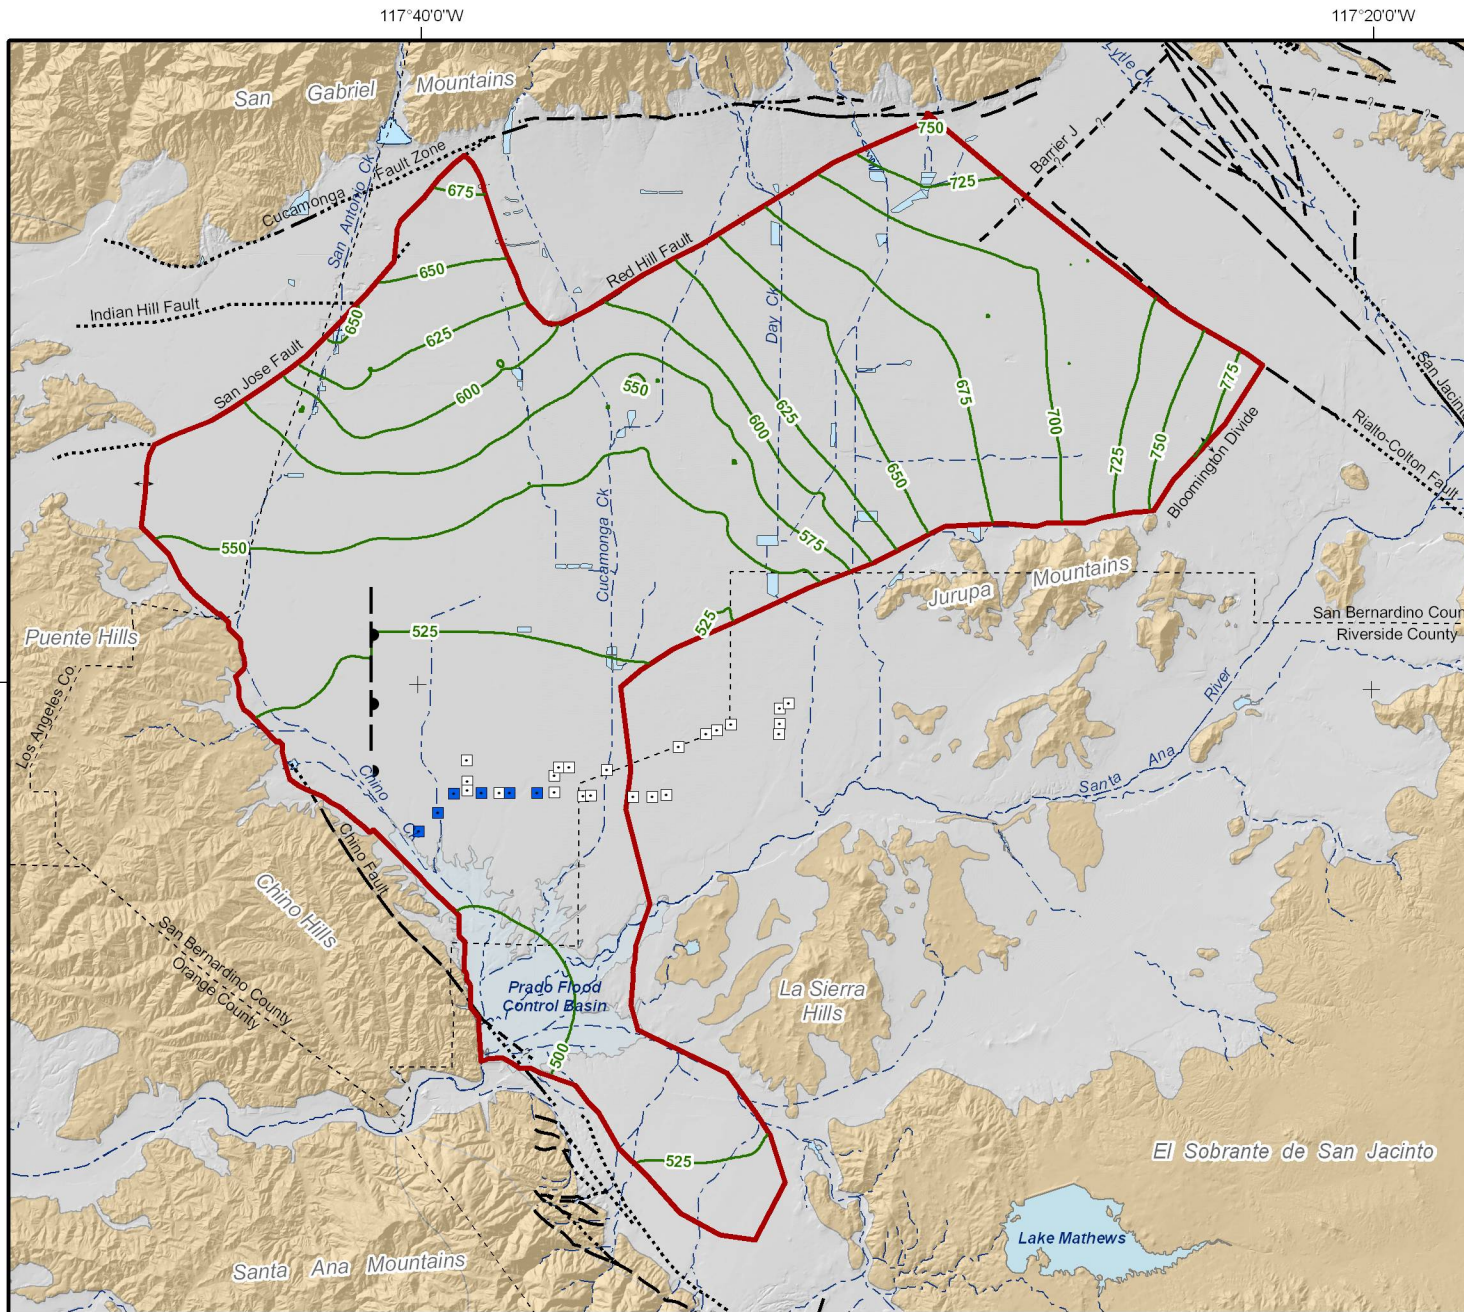 117°40'0"W
117°20'0"W
San Gabriel Mountains
Lytle Ck
750
Barrier J
?
?
?
?
?
?
?
Cucamonga Fault Zone
San Antonio Ck
675
725
Red Hill Fault
650
Indian Hill Fault
650
625
Day Ck
San Jose Fault
600
550
625
600
675
700
775
San Jacinto
725
750
Bloomington Divide
Rialto-Colton Fault
650
550
575
Cucamonga Ck
Jurupa Mountains
525
525
Puente Hills
San Bernardino Coun
Riverside County
Los Angeles Co.
River
Santa Ana
Chino
Ck
Chino Fault
Chino Hills
San Bernardino County
Orange County
Prado Flood
Control Basin
La Sierra
Hills
500
525
El Sobrante de San Jacinto
Lake Mathews
Santa Ana Mountains